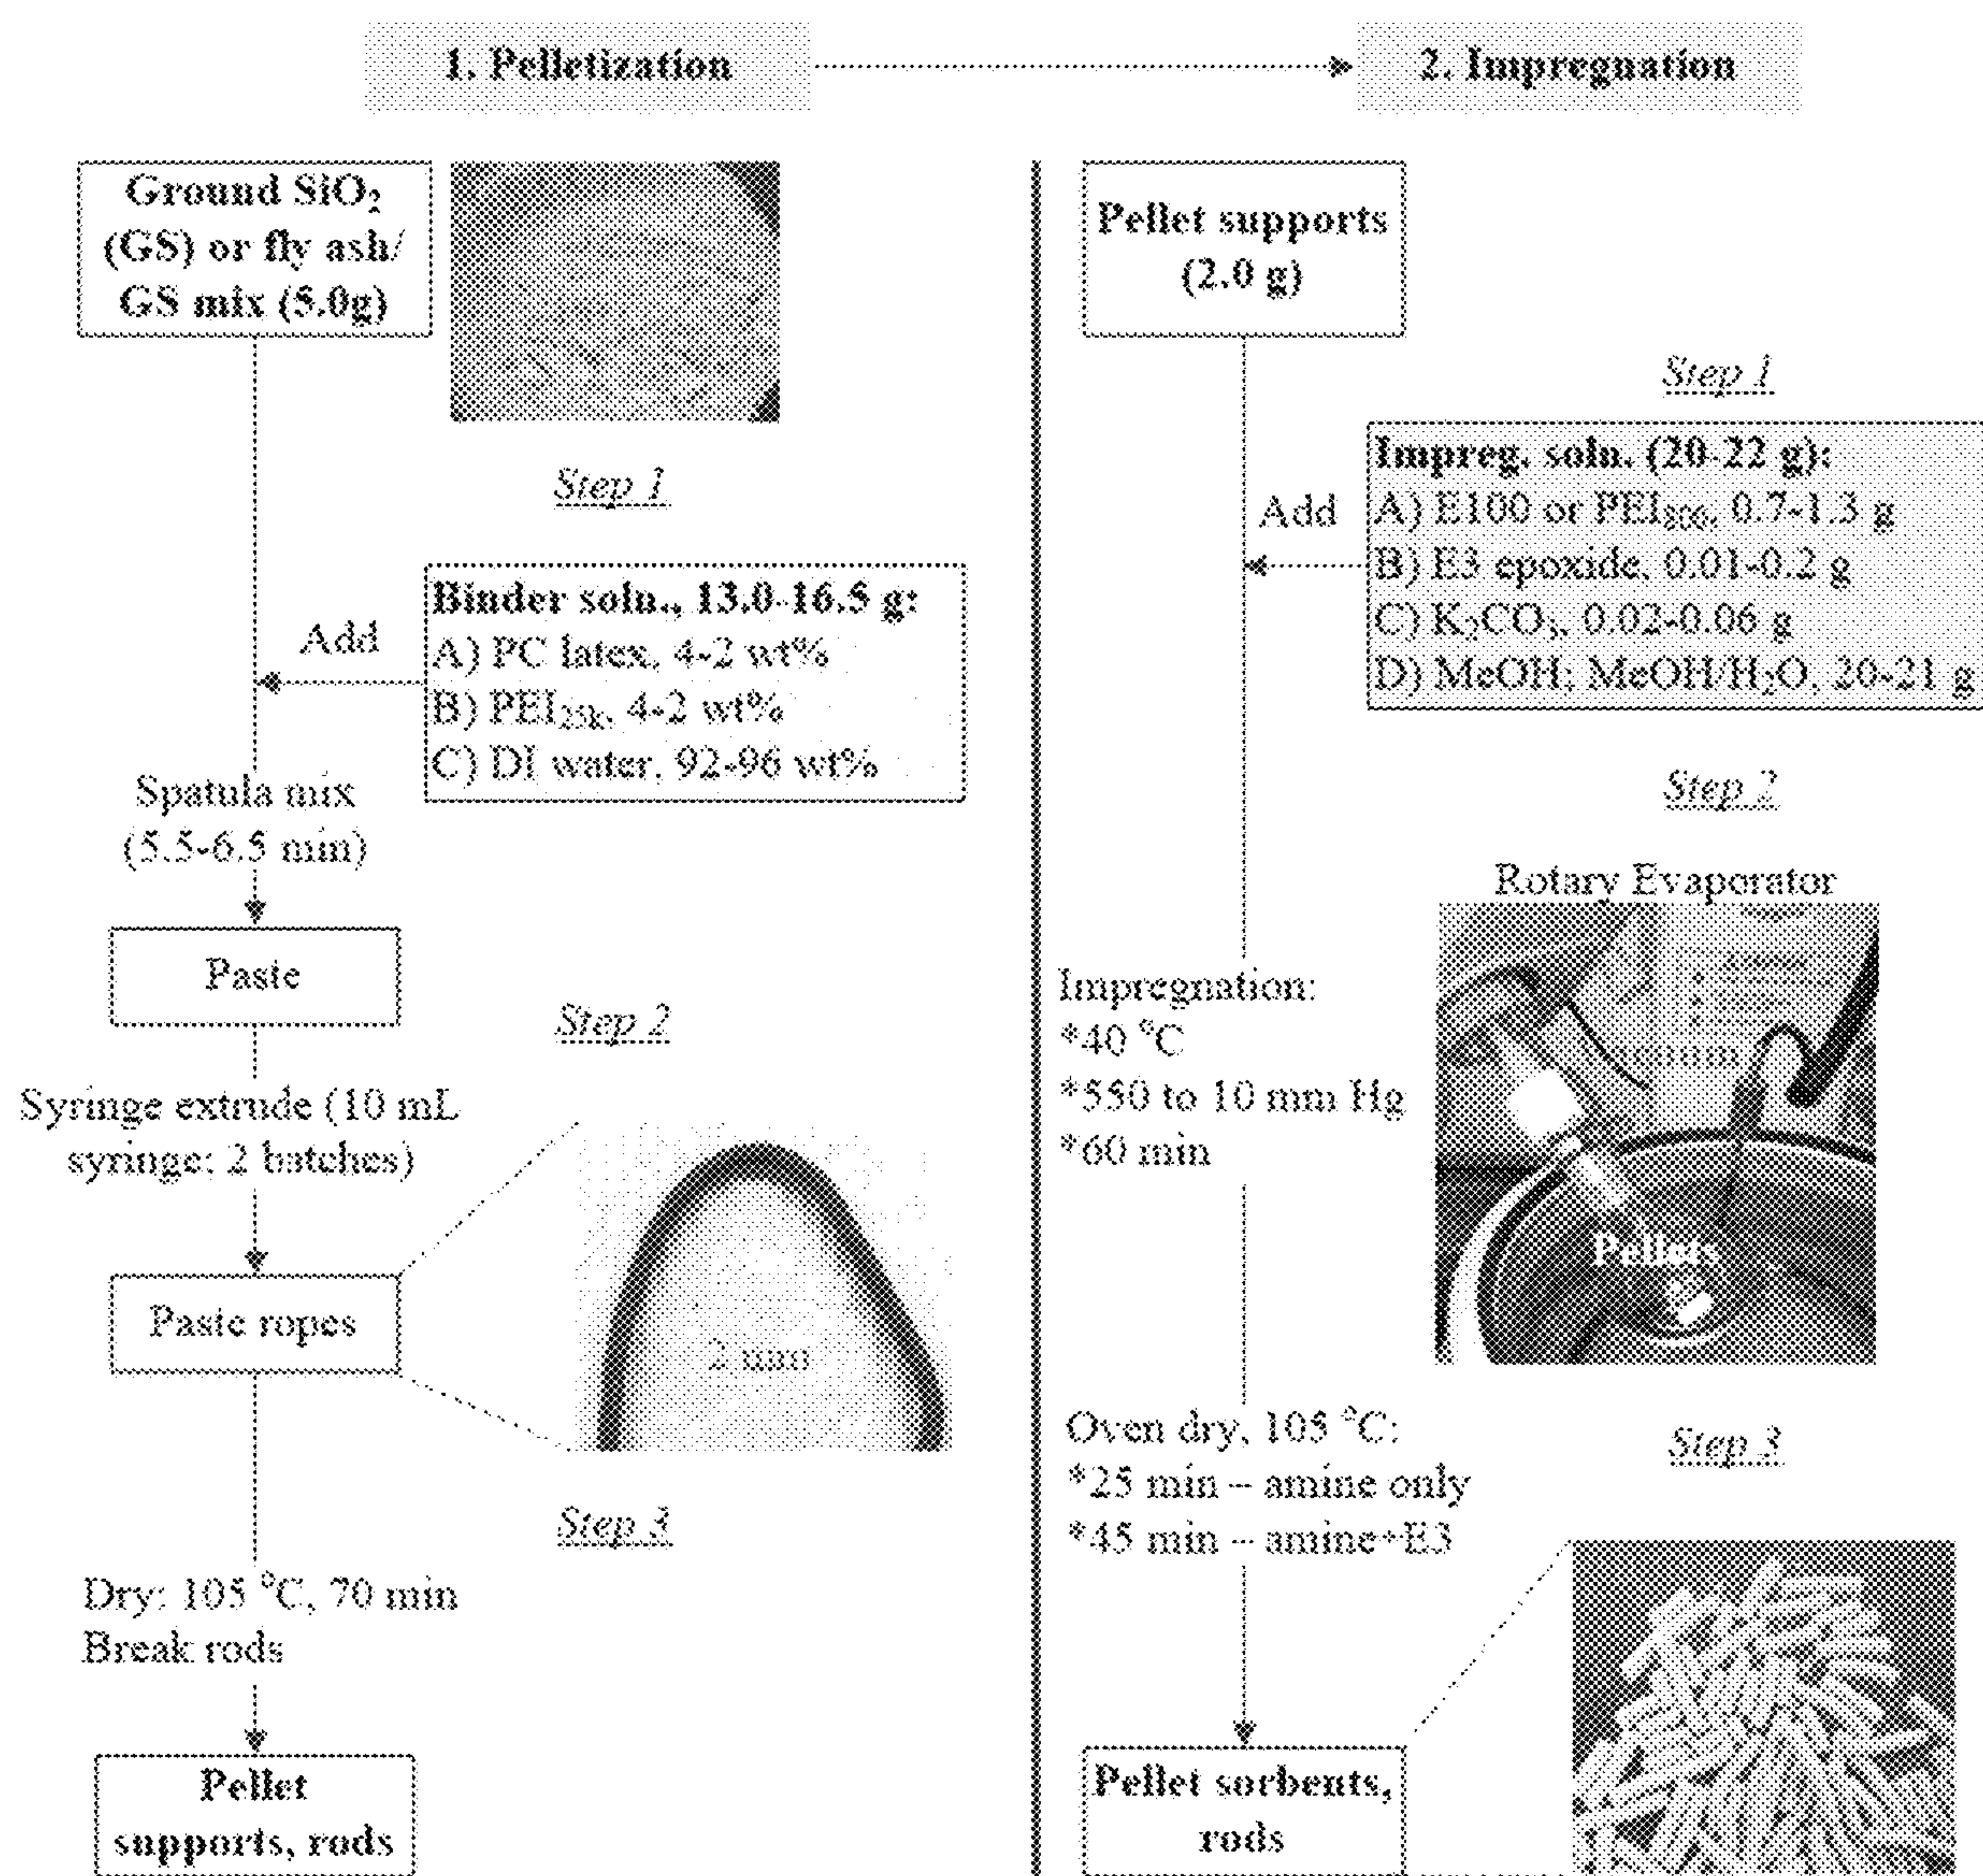 1. Pelletization
2. Impregnation
Ground SiO₂
(GS) or fly ash/
GS mix (5.0g)
Step 1
Add
Binder soln., 13.0-16.5 g:
A) PC latex, 4-2 wt%
B) PEI₂₅ₖ, 4-2 wt%
C) DI water, 92-96 wt%
Spatula mix
(5.5-6.5 min)
Paste
Step 2
Syringe extrude (10 mL
syringe; 2 batches)
Paste ropes
2 mm
Step 3
Dry: 105 °C, 70 min
Break rods
Pellet
supports, rods
Pellet supports
(2.0 g)
Step 1
Add
Impreg. soln. (20-22 g):
A) E100 or PEI₈₀₀, 0.7-1.3 g
B) E3 epoxide, 0.01-0.2 g
C) K₂CO₃, 0.02-0.06 g
D) MeOH; MeOH/H₂O, 20-21 g
Step 2
Rotary Evaporator
Impregnation:
*40 °C
*550 to 10 mm Hg
*60 min
Pellets
Step 3
Oven dry, 105 °C:
*25 min – amine only
*45 min – amine+E3
Pellet sorbents,
rods